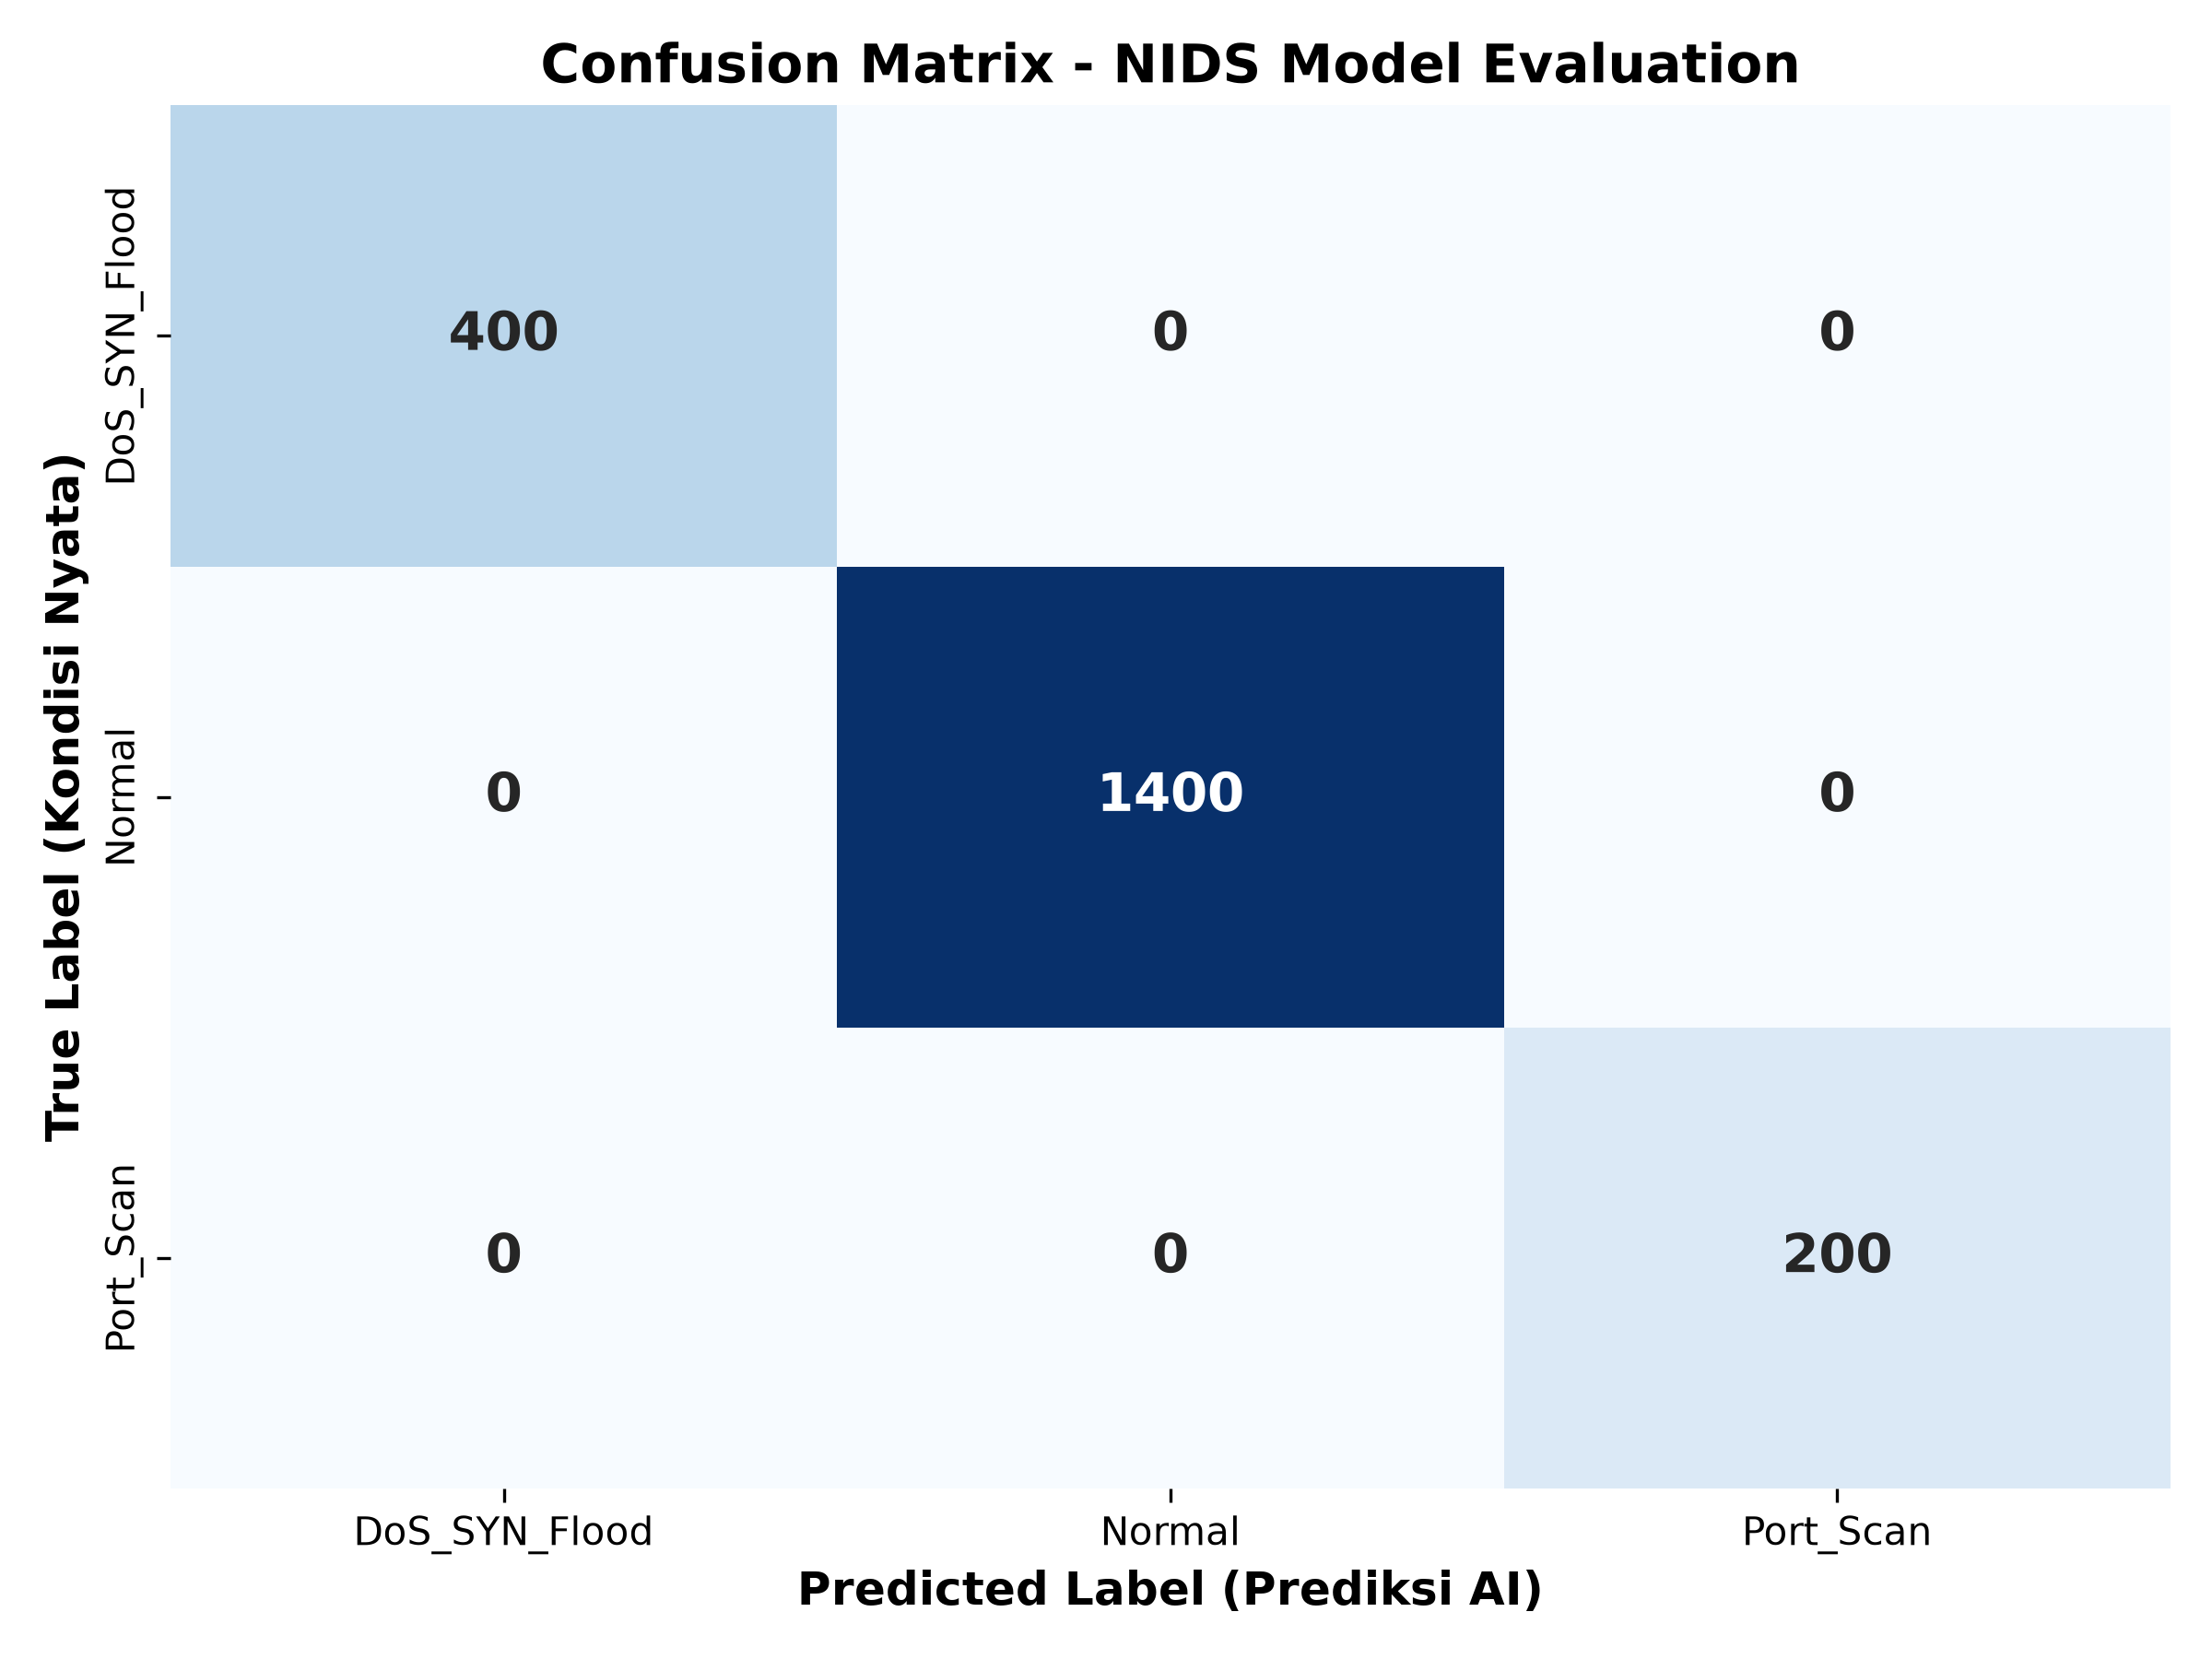 Confusion Matrix - NIDS Model Evaluation
True Label (Kondisi Nyata)
DoS_SYN_Flood
400
0
0
Normal
0
1400
0
Port_Scan
0
0
200
DoS_SYN_Flood
Normal
Port_Scan
Predicted Label (Prediksi AI)